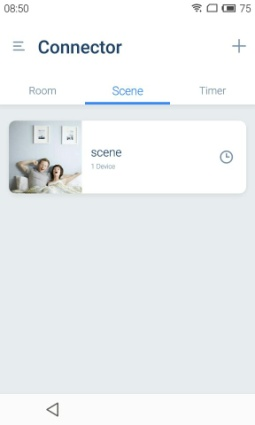 08:50
75
Connector
Room
Scene
Timer
scene
1 Device